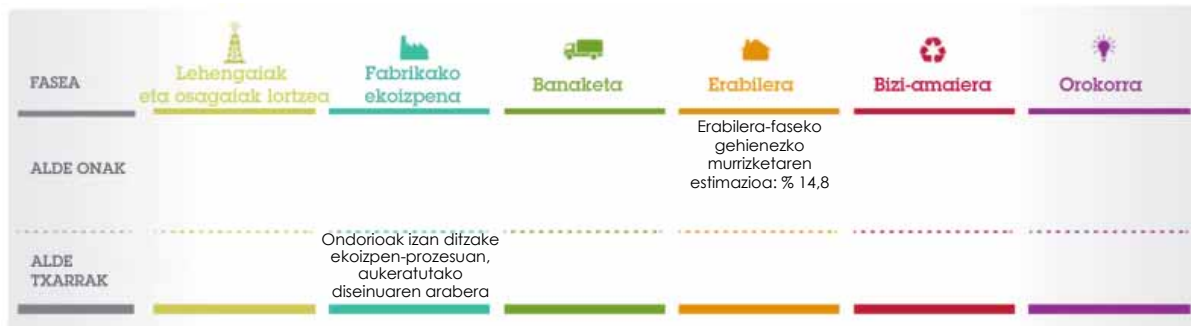 FASEA
Lehengaiak
eta osagaiak lortzea
Fabrikako
ekoizpena
Banaketa
Erabilera
Bizi-amaiera
Orokorra
ALDE ONAK
Erabilera-faseko
gehienezko
murrizketaren
estimazioa: % 14,8
ALDE
TXARRAK
Ondorioak izan ditzake
ekoizpen-prozesuan,
aukeratutako
diseinuaren arabera